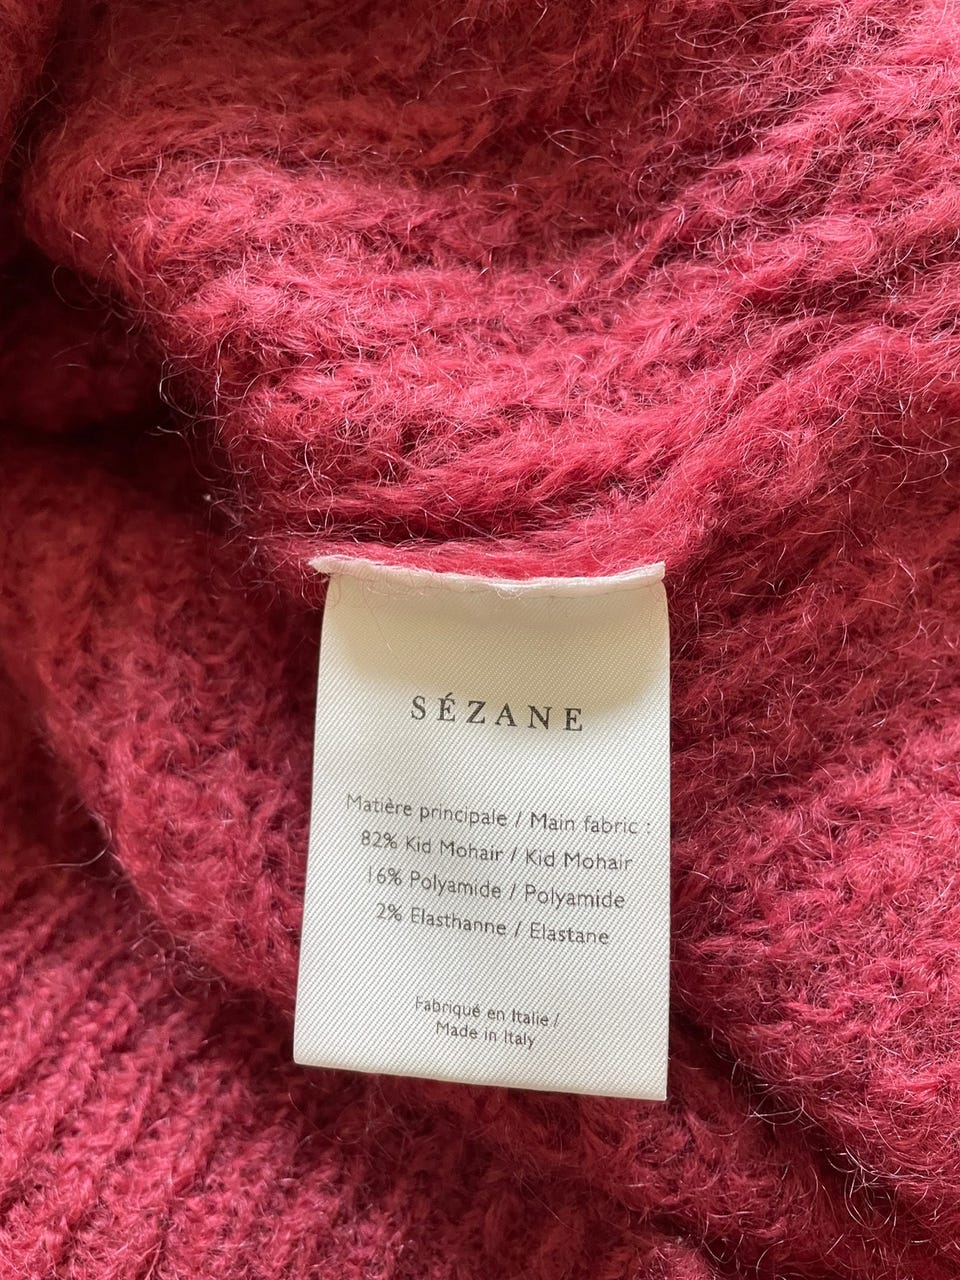 SÉZANE
Matière principale / Main fabric :
82% Kid Mohair / Kid Mohair
16% Polyamide / Polyamide
2% Elasthanne / Elastane
Fabriqué en Italie /
Made in Italy